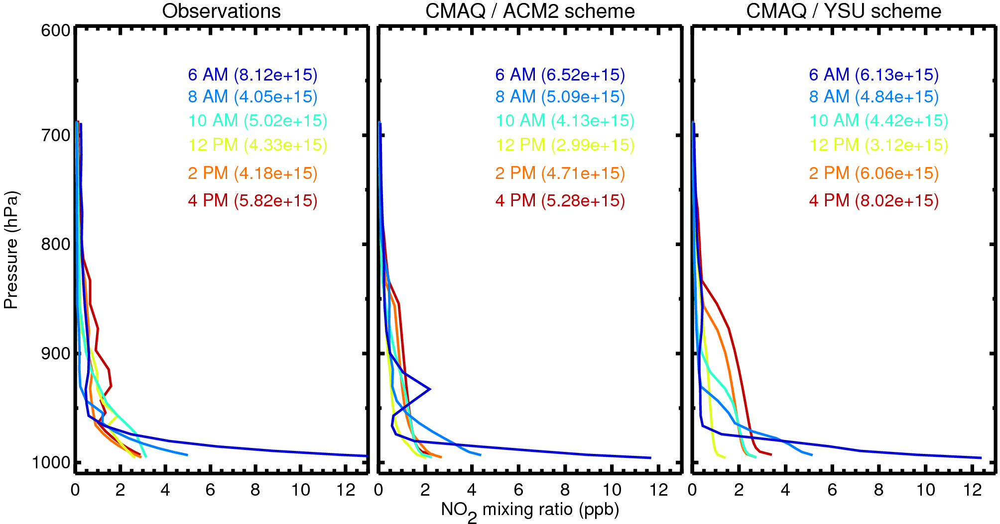 Observations
CMAQ / ACM2 scheme
CMAQ / YSU scheme
600
700
800
900
1000
Pressure (hPa)
6 AM (8.12e+15)
8 AM (4.05e+15)
10 AM (5.02e+15)
12 PM (4.33e+15)
2 PM (4.18e+15)
4 PM (5.82e+15)
6 AM (6.52e+15)
8 AM (5.09e+15)
10 AM (4.13e+15)
12 PM (2.99e+15)
2 PM (4.71e+15)
4 PM (5.28e+15)
6 AM (6.13e+15)
8 AM (4.84e+15)
10 AM (4.42e+15)
12 PM (3.12e+15)
2 PM (6.06e+15)
4 PM (8.02e+15)
0 2 4 6 8 10 12
0 2 4 6 8 10 12
0 2 4 6 8 10 12
NO2 mixing ratio (ppb)